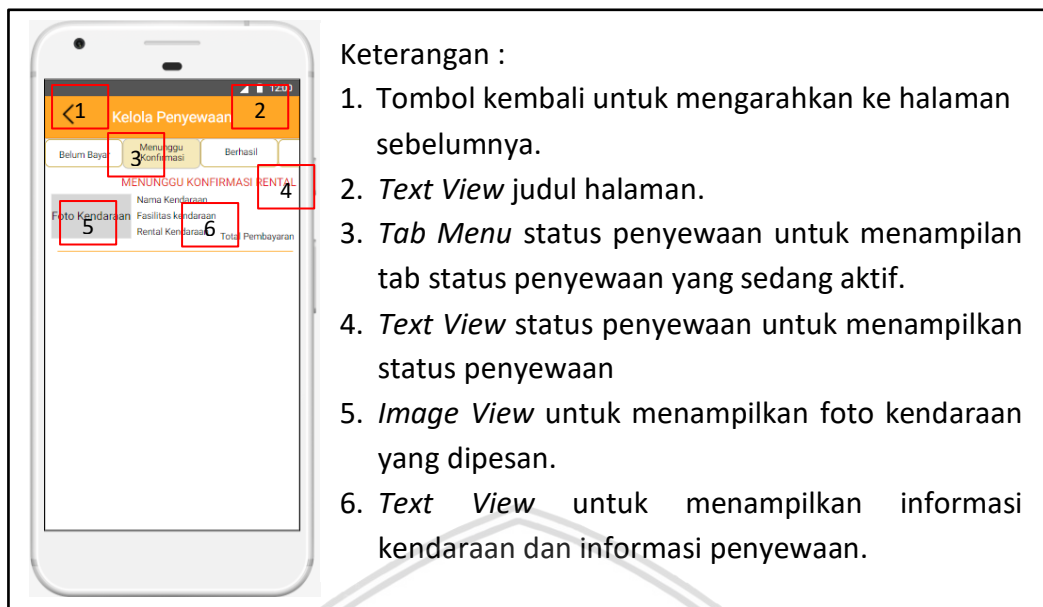 12:00
1
Kelola Penyewaan
2
Belum Bayar
Menunggu
Konfirmasi
3
Berhasil
MENUNGGU KONFIRMASI RENTAL
4
Foto Kendaraan
5
Nama Kendaraan
Fasilitas kendaraan
Rental Kendaraan
6
Total Pembayaran
Keterangan :
1. Tombol kembali untuk mengarahkan ke halaman
sebelumnya.
2. Text View judul halaman.
3. Tab Menu status penyewaan untuk menampilan
tab status penyewaan yang sedang aktif.
4. Text View status penyewaan untuk menampilkan
status penyewaan
5. Image View untuk menampilkan foto kendaraan
yang dipesan.
6. Text View untuk menampilkan informasi
kendaraan dan informasi penyewaan.